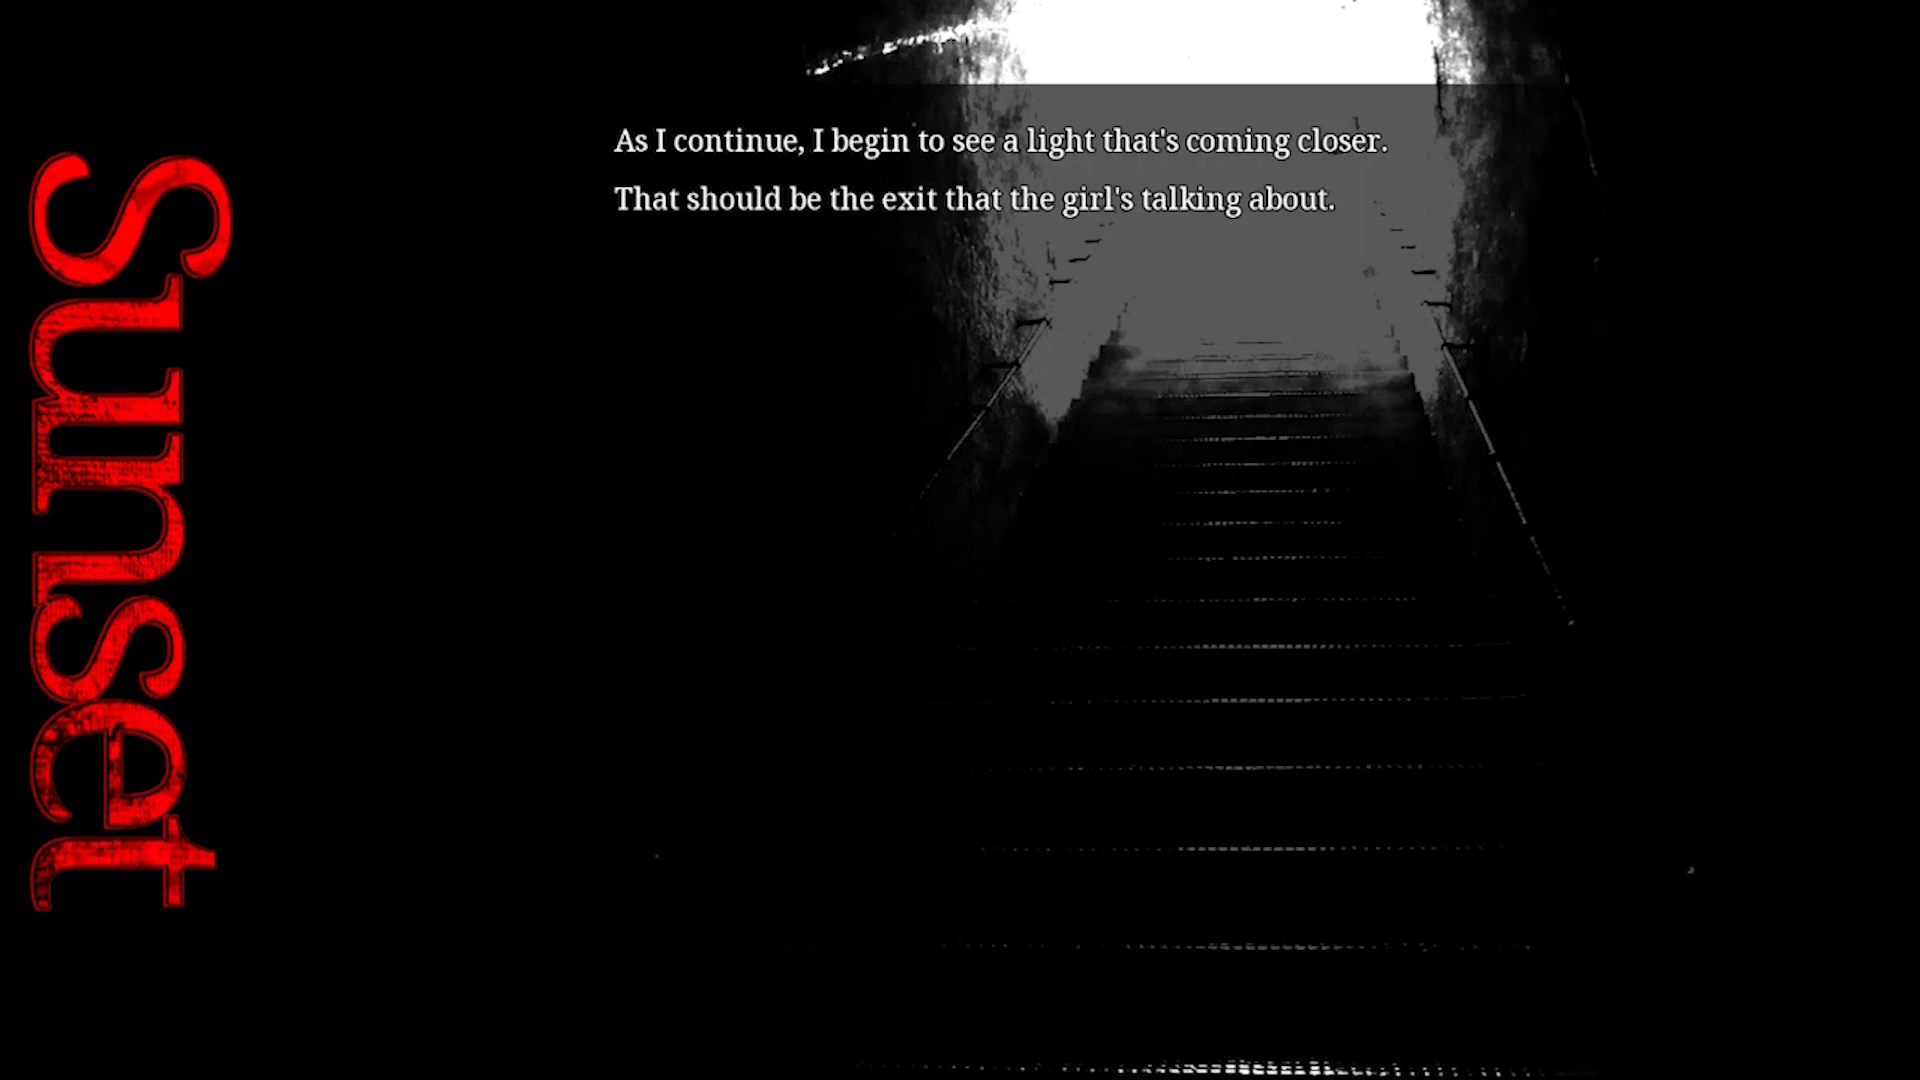 Sunset
As I continue, I begin to see a light that's coming closer.
That should be the exit that the girl's talking about.